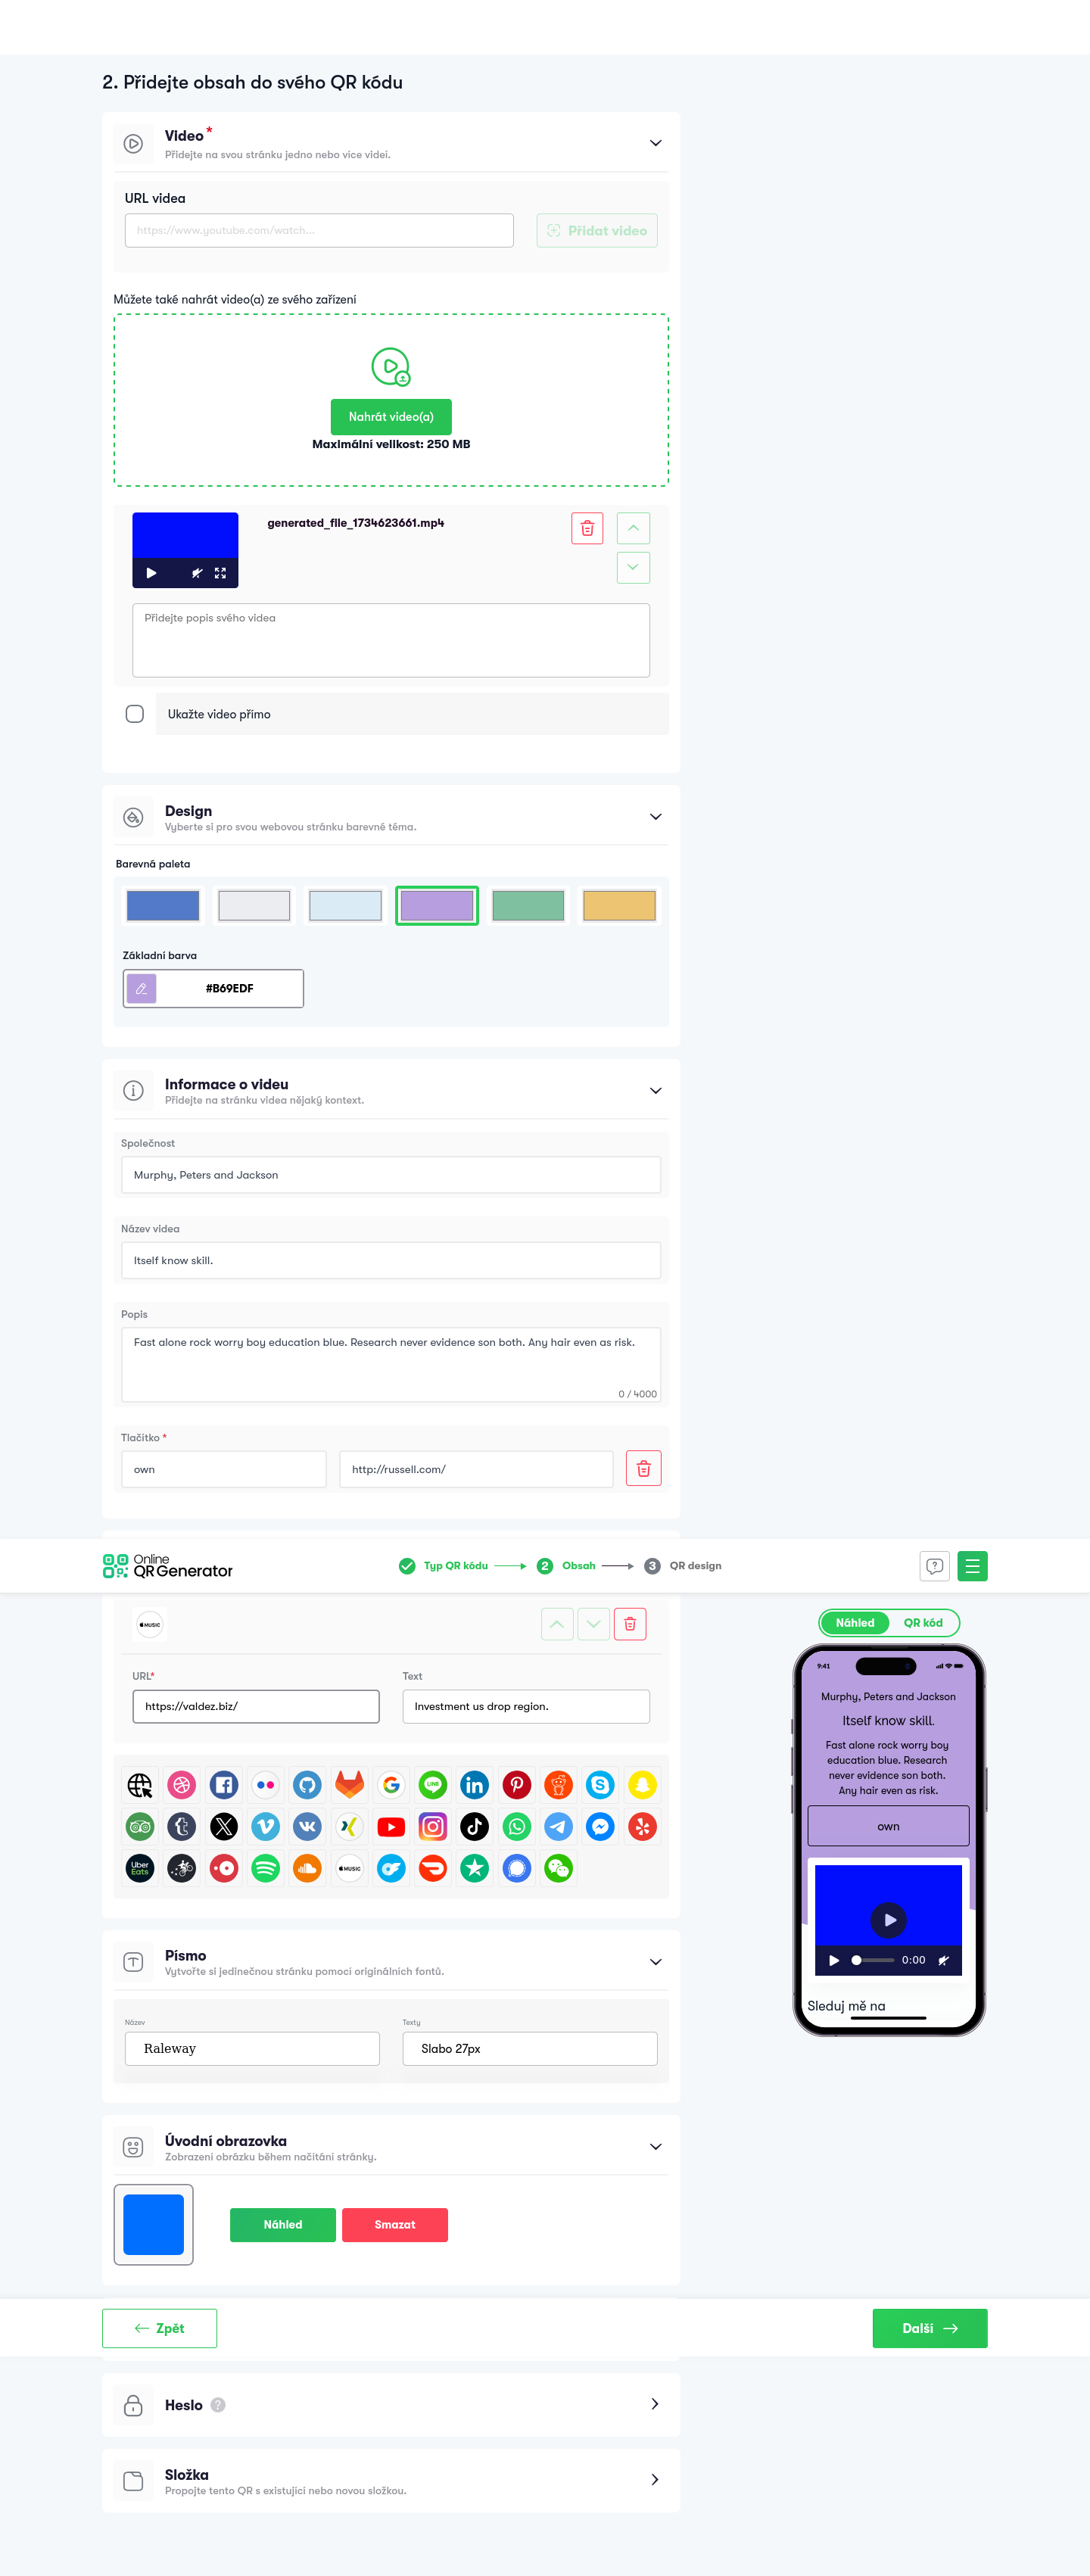 2. Přidejte obsah do svého QR kódu
Video *
Přidejte na svou stránku jedno nebo více videí.
URL videa
https://www.youtube.com/watch...
Přidat video
Můžete také nahrát video(a) ze svého zařízení
Nahrát video(a)
Maximální velikost: 250 MB
generated_file_1734623661.mp4
Přidejte popis svého videa
Ukažte video přímo
Design
Vyberte si pro svou webovou stránku barevné téma.
Barevná paleta
Základní barva
#B69EDF
Informace o videu
Přidejte na stránku videa nějaký kontext.
Společnost
Murphy, Peters and Jackson
Název videa
Itself know skill.
Popis
Fast alone rock worry boy education blue. Research never evidence son both. Any hair even as risk.
0 / 4000
Tlačítko *
own
http://russell.com/
Online
QR Generator
Typ QR kódu
2 Obsah
3 QR design
MUSIC
URL*
Text
https://valdez.biz/
Investment us drop region.
LINE
Uber
Eats
MUSIC
Náhled
QR kód
9:41
Murphy, Peters and Jackson
Itself know skill.
Fast alone rock worry boy
education blue. Research
never evidence son both.
Any hair even as risk.
own
0:00
Sleduj mě na
Písmo
Vytvořte si jedinečnou stránku pomocí originálních fontů.
Název
Texty
Raleway
Slabo 27px
Úvodní obrazovka
Zobrazení obrázku během načítání stránky.
Náhled
Smazat
Zpět
Další
Heslo ?
Složka
Propojte tento QR s existující nebo novou složkou.